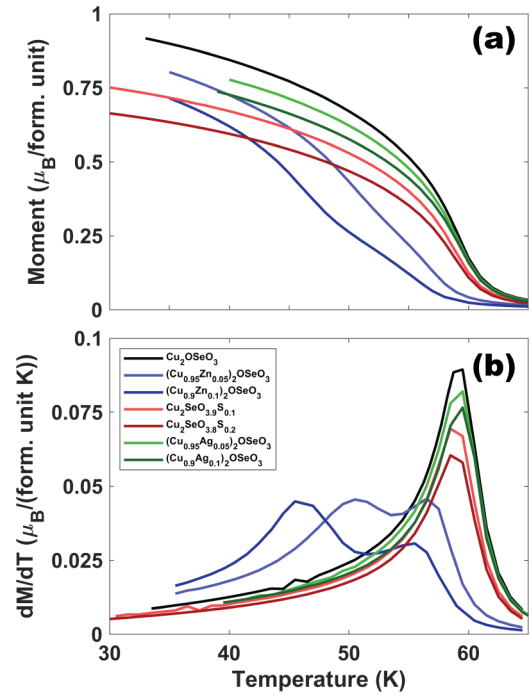 (a)
1
0.75
0.5
0.25
0
Moment (μ_B/form. unit)
(b)
0.1
0.075
0.05
0.025
0
dM/dT (μ_B/(form. unit K))
Cu₂OSeO₃
(Cu₀.₉₅Zn₀.₀₅)₂OSeO₃
(Cu₀.₉Zn₀.₁)₂OSeO₃
Cu₂SeO₃.₉S₀.₁
Cu₂SeO₃.₈S₀.₂
(Cu₀.₉₅Ag₀.₀₅)₂OSeO₃
(Cu₀.₉Ag₀.₁)₂OSeO₃
30 40 50 60
Temperature (K)